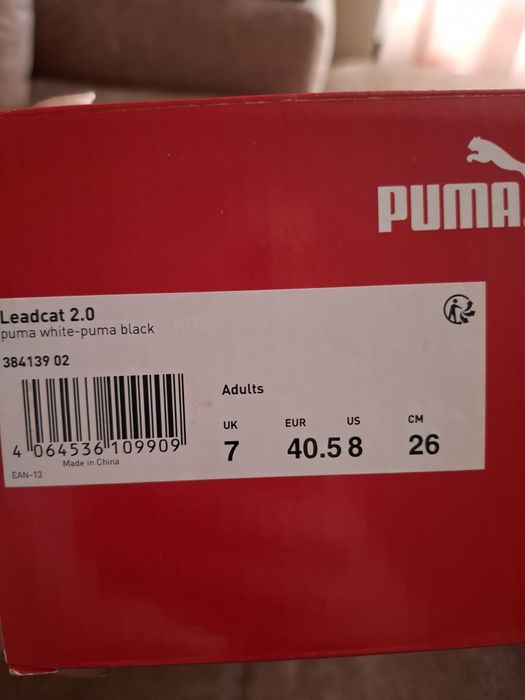 PUMA
Leadcat 2.0
puma white-puma black
384139 02
Adults
UK EUR US CM
7 40.5 8 26
4 064536 109909
Made in China
EAN-13